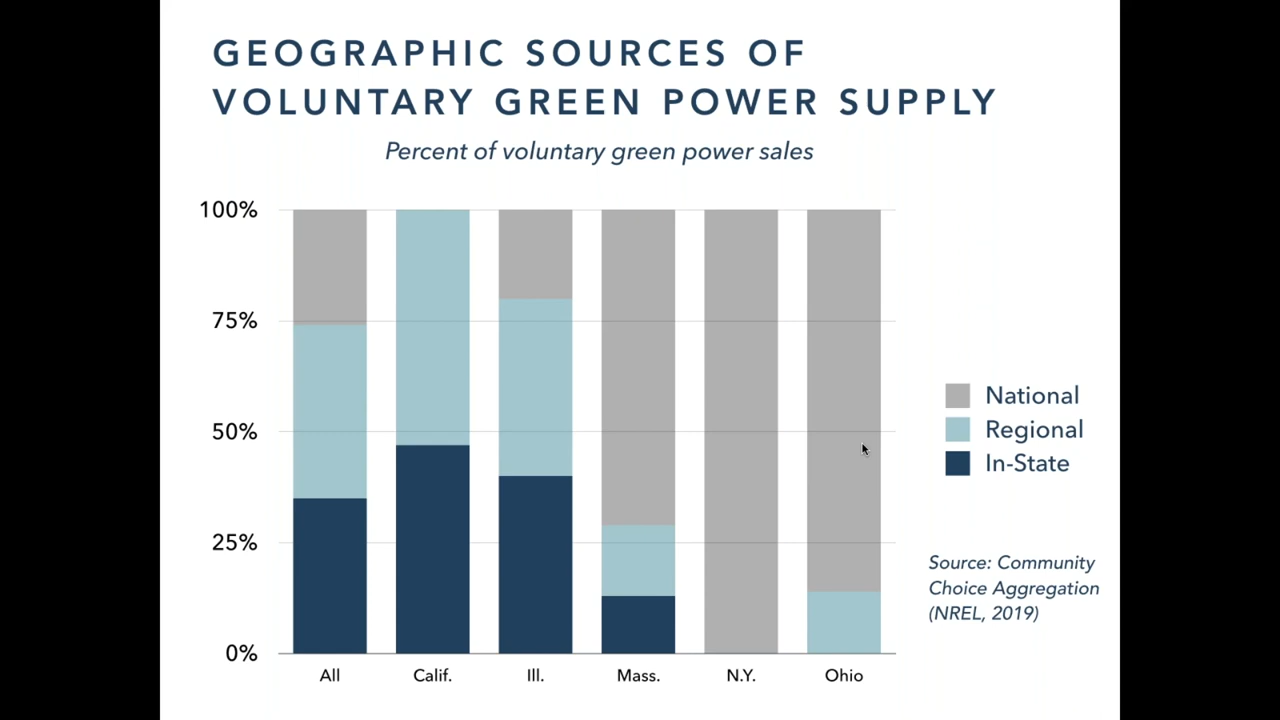 GEOGRAPHIC SOURCES OF
VOLUNTARY GREEN POWER SUPPLY
Percent of voluntary green power sales
100%
75%
50%
25%
0%
All
Calif.
Ill.
Mass.
N.Y.
Ohio
National
Regional
In-State
Source: Community
Choice Aggregation
(NREL, 2019)